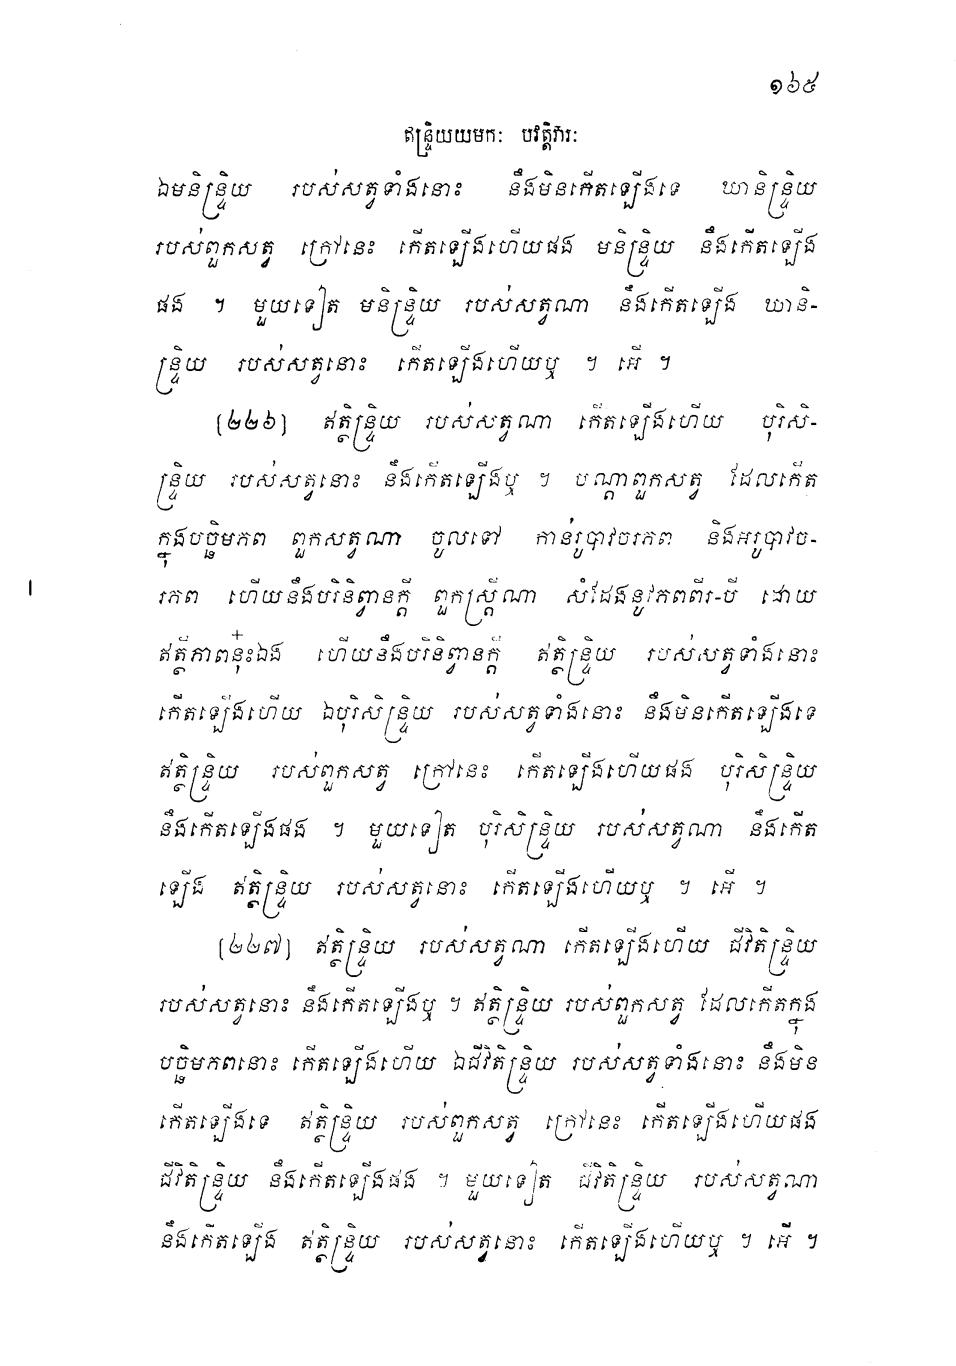 ១៦៥
ឥន្ទ្រិយយមកៈ បវត្តិវារៈ
ឯមនិន្ទ្រិយ របស់សត្វទាំងនោះ នឹងមិនកើតឡើងទេ ឃានិន្ទ្រិយ
របស់ពួកសត្វ ក្រៅនេះ កើតឡើងហើយផង មនិន្ទ្រិយ នឹងកើតឡើង
ផង ។ មួយទៀត មនិន្ទ្រិយ របស់សត្វណា នឹងកើតឡើង ឃានិ-
ន្ទ្រិយ របស់សត្វនោះ កើតឡើងហើយឬ ។ អើ ។
[២២៦] ឥត្ថិន្ទ្រិយ របស់សត្វណា កើតឡើងហើយ បុរិសិ-
ន្ទ្រិយ របស់សត្វនោះ នឹងកើតឡើងឬ ។ បណ្តាពួកសត្វ ដែលកើត
ក្នុងបច្ឆិមភព ពួកសត្វណា ចូលទៅ កាន់រូបាវចរភព និងអរូបាវច-
រភព ហើយនឹងបរិនិព្វានក្តី ពួកស្ត្រីណា សំដែងនូវភពពីរ-បី ដោយ
ឥត្ថីភាពនុ៎ះឯង ហើយនឹងបរិនិព្វានក្តី ឥត្ថិន្ទ្រិយ របស់សត្វទាំងនោះ
កើតឡើងហើយ ឯបុរិសិន្ទ្រិយ របស់សត្វទាំងនោះ នឹងមិនកើតឡើងទេ
ឥត្ថិន្ទ្រិយ របស់ពួកសត្វ ក្រៅនេះ កើតឡើងហើយផង បុរិសិន្ទ្រិយ
នឹងកើតឡើងផង ។ មួយទៀត បុរិសិន្ទ្រិយ របស់សត្វណា នឹងកើត
ឡើង ឥត្ថិន្ទ្រិយ របស់សត្វនោះ កើតឡើងហើយឬ ។ អើ ។
[២២៧] ឥត្ថិន្ទ្រិយ របស់សត្វណា កើតឡើងហើយ ជីវិតិន្ទ្រិយ
របស់សត្វនោះ នឹងកើតឡើងឬ ។ ឥត្ថិន្ទ្រិយ របស់ពួកសត្វ ដែលកើតក្នុង
បច្ឆិមភពនោះ កើតឡើងហើយ ឯជីវិតិន្ទ្រិយ របស់សត្វទាំងនោះ នឹងមិន
កើតឡើងទេ ឥត្ថិន្ទ្រិយ របស់ពួកសត្វ ក្រៅនេះ កើតឡើងហើយផង
ជីវិតិន្ទ្រិយ នឹងកើតឡើងផង ។ មួយទៀត ជីវិតិន្ទ្រិយ របស់សត្វណា
នឹងកើតឡើង ឥត្ថិន្ទ្រិយ របស់សត្វនោះ កើតឡើងហើយឬ ។ អើ ។